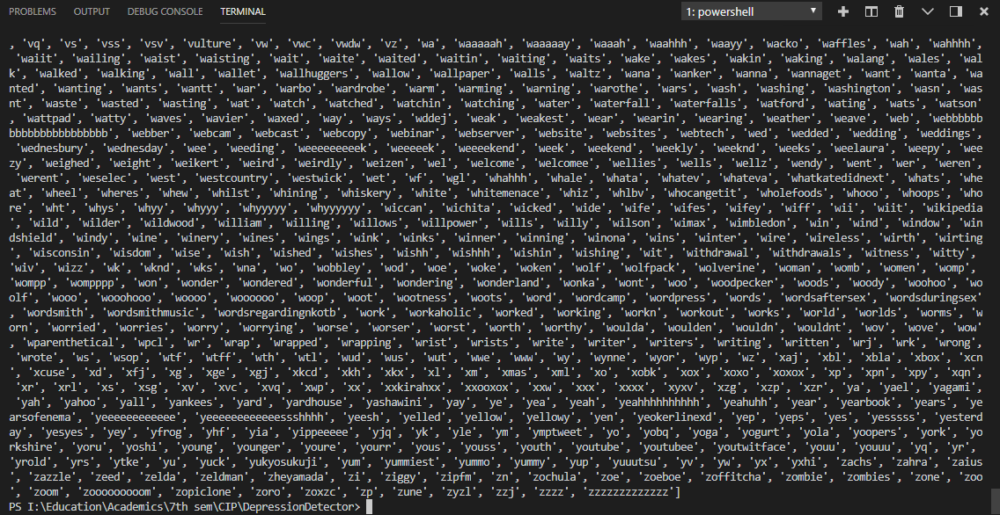 PROBLEMS OUTPUT DEBUG CONSOLE TERMINAL 1: powershell
, 'vq', 'vs', 'vss', 'vsv', 'vulture', 'vw', 'vwc', 'vwdw', 'vz', 'wa', 'waaaaah', 'waaaaay', 'waaah', 'waahhh', 'waayy', 'wacko', 'waffles', 'wah', 'wahhhh',
'waiit', 'wailing', 'waist', 'waisting', 'wait', 'waite', 'waited', 'waitin', 'waiting', 'waits', 'wake', 'wakes', 'wakin', 'waking', 'walang', 'wales', 'wal
k', 'walked', 'walking', 'wall', 'wallet', 'wallhuggers', 'wallow', 'wallpaper', 'walls', 'waltz', 'wana', 'wanker', 'wanna', 'wannaget', 'want', 'wanta', 'wa
nted', 'wanting', 'wants', 'wantt', 'war', 'warbo', 'wardrobe', 'warm', 'warming', 'warning', 'warothe', 'wars', 'wash', 'washing', 'washington', 'wasn', 'was
nt', 'waste', 'wasted', 'wasting', 'wat', 'watch', 'watched', 'watchin', 'watching', 'water', 'waterfall', 'waterfalls', 'watford', 'wating', 'wats', 'watson'
, 'wattpad', 'watty', 'waves', 'wavier', 'waxed', 'way', 'ways', 'wddej', 'weak', 'weakest', 'wear', 'wearin', 'wearing', 'weather', 'weave', 'web', 'webbbbbb
bbbbbbbbbbbbbbbb', 'webber', 'webcam', 'webcast', 'webcopy', 'webinar', 'webserver', 'website', 'websites', 'webtech', 'wed', 'wedded', 'wedding', 'weddings',
'wednesbury', 'wednesday', 'wee', 'weeding', 'weeeeeeeeek', 'weeeeek', 'weeeekend', 'week', 'weekend', 'weekly', 'weeknd', 'weeks', 'weelaura', 'weepy', 'wee
zy', 'weighed', 'weight', 'weikert', 'weird', 'weirdly', 'weizen', 'wel', 'welcome', 'welcomee', 'wellies', 'wells', 'wellz', 'wendy', 'went', 'wer', 'weren',
'werent', 'weselec', 'west', 'westcountry', 'westwick', 'wet', 'wf', 'wgl', 'whahhh', 'whale', 'whata', 'whatev', 'whateva', 'whatkatedidnext', 'whats', 'whe
at', 'wheel', 'wheres', 'whew', 'whilst', 'whining', 'whiskery', 'white', 'whitemenace', 'whiz', 'whlbv', 'whocangetit', 'wholefoods', 'whooo', 'whoops', 'who
re', 'wht', 'whys', 'whyy', 'whyyy', 'whyyyyy', 'whyyyyyy', 'wiccan', 'wichita', 'wicked', 'wide', 'wife', 'wifes', 'wifey', 'wiff', 'wii', 'wiit', 'wikipedia
', 'wild', 'wilder', 'wildwood', 'william', 'willing', 'willows', 'willpower', 'wills', 'willy', 'wilson', 'wimax', 'wimbledon', 'win', 'wind', 'window', 'win
dshield', 'windy', 'wine', 'winery', 'wines', 'wings', 'wink', 'winks', 'winner', 'winning', 'winona', 'wins', 'winter', 'wire', 'wireless', 'wirth', 'wirting
', 'wisconsin', 'wisdom', 'wise', 'wish', 'wished', 'wishes', 'wishh', 'wishhh', 'wishin', 'wishing', 'wit', 'withdrawal', 'withdrawals', 'witness', 'witty',
'wiv', 'wizz', 'wk', 'wknd', 'wks', 'wna', 'wo', 'wobbley', 'wod', 'woe', 'woke', 'woken', 'wolf', 'wolfpack', 'wolverine', 'woman', 'womb', 'women', 'womp',
'wompp', 'wompppp', 'won', 'wonder', 'wondered', 'wonderful', 'wondering', 'wonderland', 'wonka', 'wont', 'woo', 'woodpecker', 'woods', 'woody', 'woohoo', 'wo
olf', 'wooo', 'wooohooo', 'woooo', 'woooooo', 'woop', 'woot', 'wootness', 'woots', 'word', 'wordcamp', 'wordpress', 'words', 'wordsaftersex', 'wordsduringsex'
, 'wordsmith', 'wordsmithmusic', 'wordsregardingnkotb', 'work', 'workaholic', 'worked', 'working', 'workn', 'workout', 'works', 'world', 'worlds', 'worms', 'w
orn', 'worried', 'worries', 'worry', 'worrying', 'worse', 'worser', 'worst', 'worth', 'worthy', 'woulda', 'woulden', 'wouldn', 'wouldnt', 'wov', 'wove', 'wow'
, 'wparenthetical', 'wpcl', 'wr', 'wrap', 'wrapped', 'wrapping', 'wrist', 'wrists', 'write', 'writer', 'writers', 'writing', 'written', 'wrj', 'wrk', 'wrong',
'wrote', 'ws', 'wsop', 'wtf', 'wtff', 'wth', 'wtl', 'wud', 'wus', 'wut', 'wwe', 'www', 'wy', 'wynne', 'wyor', 'wyp', 'wz', 'xaj', 'xbl', 'xbla', 'xbox', 'xcn
', 'xcuse', 'xd', 'xfj', 'xg', 'xge', 'xgj', 'xkcd', 'xkh', 'xkx', 'xl', 'xm', 'xmas', 'xml', 'xo', 'xobk', 'xox', 'xoxo', 'xoxox', 'xp', 'xpn', 'xpy', 'xqn',
'xr', 'xrl', 'xs', 'xsg', 'xv', 'xvc', 'xvq', 'xwp', 'xx', 'xxkirahxx', 'xxooxox', 'xxw', 'xxx', 'xxxx', 'xyxv', 'xzg', 'xzp', 'xzr', 'ya', 'yael', 'yagami',
'yah', 'yahoo', 'yall', 'yankees', 'yard', 'yardhouse', 'yashawini', 'yay', 'ye', 'yea', 'yeah', 'yeahhhhhhhhhh', 'yeahuhh', 'year', 'yearbook', 'years', 'ye
arsofenema', 'yeeeeeeeeeeee', 'yeeeeeeeeeeeessshhhh', 'yeesh', 'yelled', 'yellow', 'yellowy', 'yen', 'yeokerlinexd', 'yep', 'yeps', 'yes', 'yesssss', 'yesterd
ay', 'yesyes', 'yey', 'yfrog', 'yhf', 'yia', 'yippeeeee', 'yjq', 'yk', 'yle', 'ym', 'ymptweet', 'yo', 'yobq', 'yoga', 'yogurt', 'yola', 'yoopers', 'york', 'yo
rkshire', 'yoru', 'yoshi', 'young', 'younger', 'youre', 'yourr', 'yous', 'youss', 'youth', 'youtube', 'youtubee', 'youtwitface', 'youu', 'youuu', 'yq', 'yr',
'yrold', 'yrs', 'ytke', 'yu', 'yuck', 'yukyosukuji', 'yum', 'yummiest', 'yummo', 'yummy', 'yup', 'yuuutsu', 'yv', 'yw', 'yx', 'yxhi', 'zachs', 'zahra', 'zaius
', 'zazzle', 'zeed', 'zelda', 'zeldman', 'zheyamada', 'zi', 'ziggy', 'zipfm', 'zn', 'zochula', 'zoe', 'zoeboe', 'zoffitcha', 'zombie', 'zombies', 'zone', 'zoo
', 'zoom', 'zooooooooom', 'zopiclone', 'zoro', 'zoxzc', 'zp', 'zune', 'zyzl', 'zzj', 'zzzz', 'zzzzzzzzzzzzz']
PS I:\Education\Academics\7th sem\CIP\DepressionDetector>